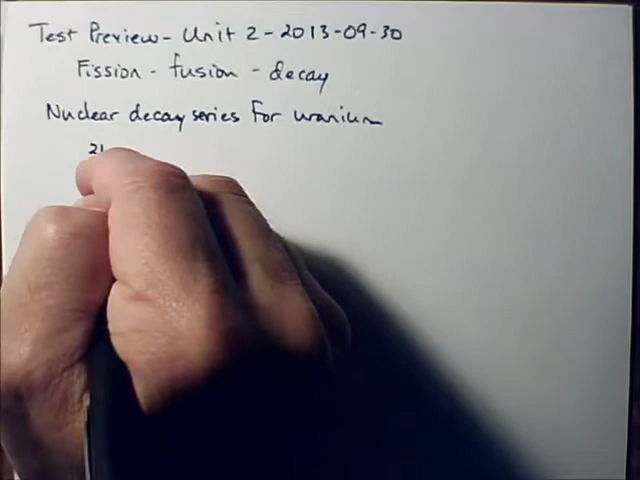 Test Preview - Unit 2 - 2013-09-30
Fission - fusion - decay
Nuclear decay series for uranium